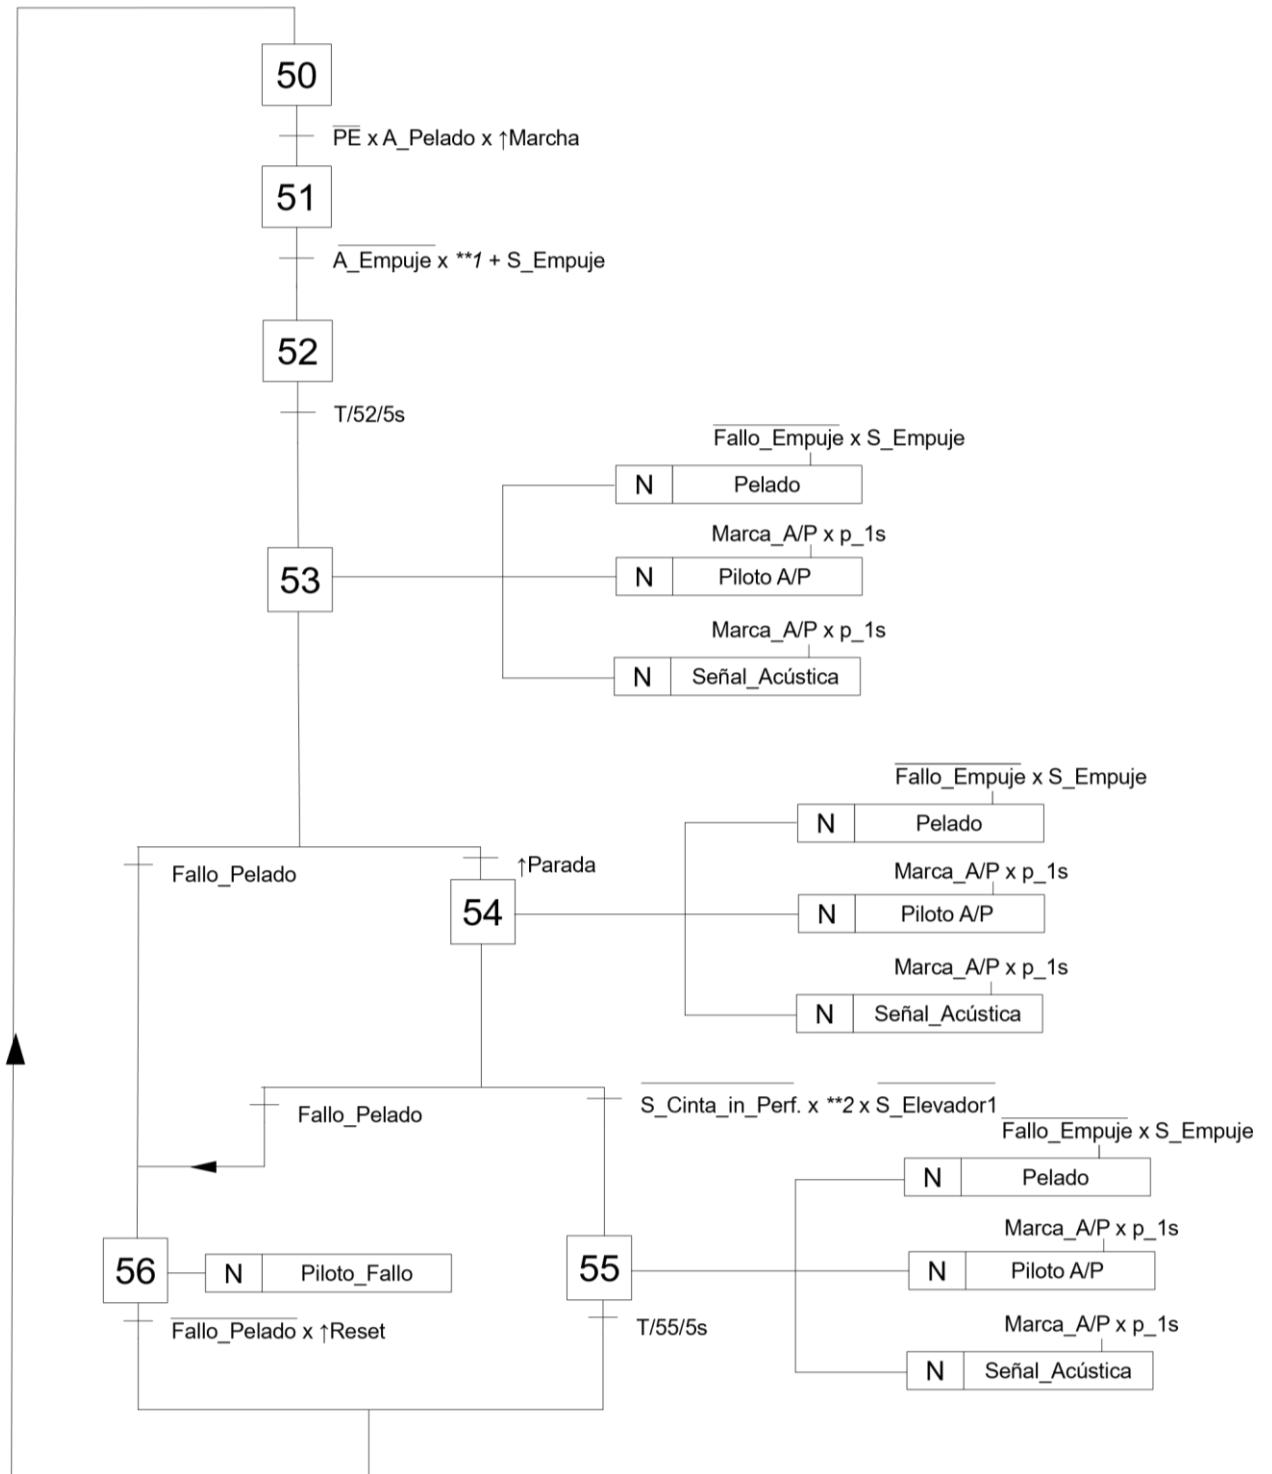 50
PE x A_Pelado x ↑Marcha
51
A_Empuje x **1 + S_Empuje
52
T/52/5s
Fallo_Empuje x S_Empuje
N Pelado
Marca_A/P x p_1s
53
N Piloto A/P
Marca_A/P x p_1s
N Señal_Acústica
Fallo_Empuje x S_Empuje
N Pelado
Fallo_Pelado
↑Parada
Marca_A/P x p_1s
54
N Piloto A/P
Marca_A/P x p_1s
N Señal_Acústica
Fallo_Pelado
S_Cinta_in_Perf. x **2 x S_Elevador1
Fallo_Empuje x S_Empuje
N Pelado
Marca_A/P x p_1s
56
N Piloto_Fallo
55
N Piloto A/P
Fallo_Pelado x ↑Reset
T/55/5s
Marca_A/P x p_1s
N Señal_Acústica